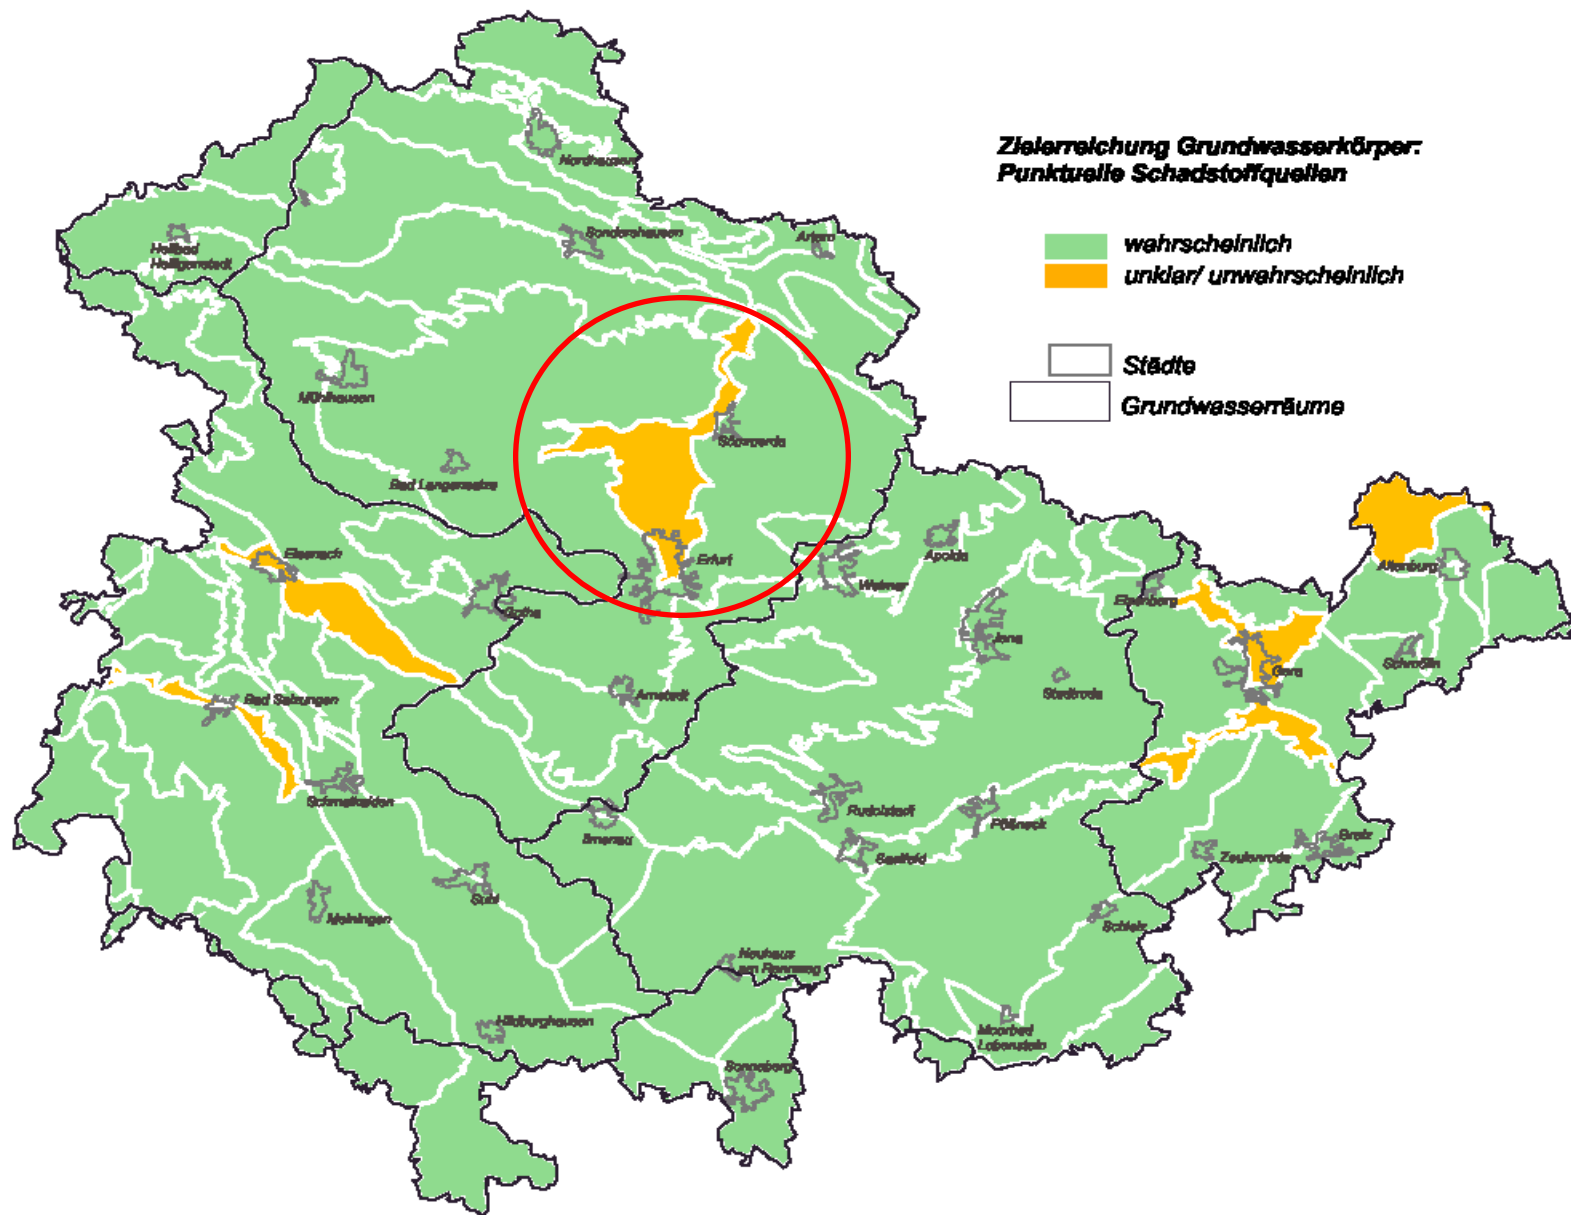 Zielerreichung Grundwasserkörper:
Punktuelle Schadstoffquellen
wahrscheinlich
unklar/ unwahrscheinlich
Städte
Grundwasserräume
Nordhausen
Sondershausen
Artern
Heilbad
Heiligenstadt
Mühlhausen
Sömmerda
Bad Langensalza
Eisenach
Erfurt
Gotha
Weimar
Apolda
Altenburg
Eisenberg
Jena
Gera
Schmölln
Stadtroda
Arnstadt
Bad Salzungen
Schmalkalden
Rudolstadt
Pößneck
Ilmenau
Saalfeld
Zeulenroda
Greiz
Suhl
Meiningen
Schleiz
Neuhaus
am Rennweg
Hildburghausen
Moorbad
Lobenstein
Sonneberg